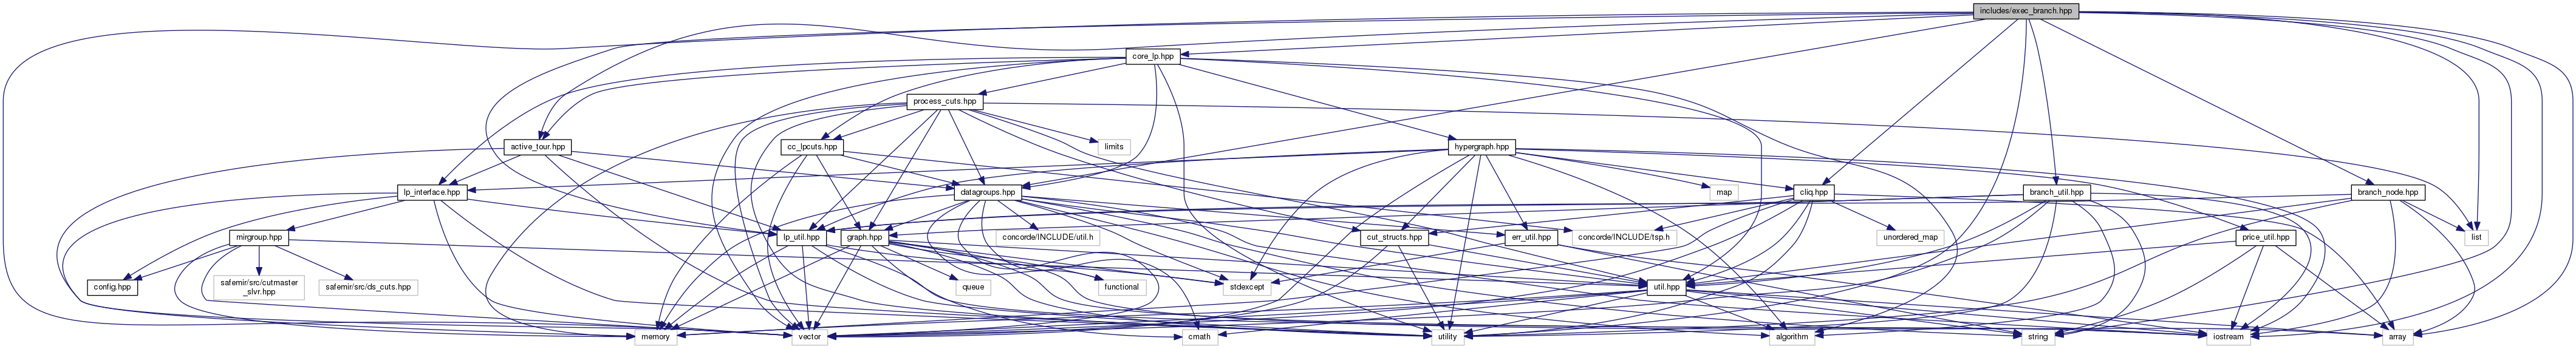 includes/exec_branch.hpp
core_lp.hpp
process_cuts.hpp
active_tour.hpp
cc_lpcuts.hpp
limits
hypergraph.hpp
lp_interface.hpp
datagroups.hpp
map
cliq.hpp
branch_util.hpp
branch_node.hpp
mirgroup.hpp
lp_util.hpp
graph.hpp
concorde/INCLUDE/util.h
cut_structs.hpp
err_util.hpp
concorde/INCLUDE/tsp.h
unordered_map
price_util.hpp
list
config.hpp
safemir/src/cutmaster
_slvr.hpp
safemir/src/ds_cuts.hpp
queue
functional
stdexcept
util.hpp
memory
vector
cmath
utility
algorithm
string
iostream
array